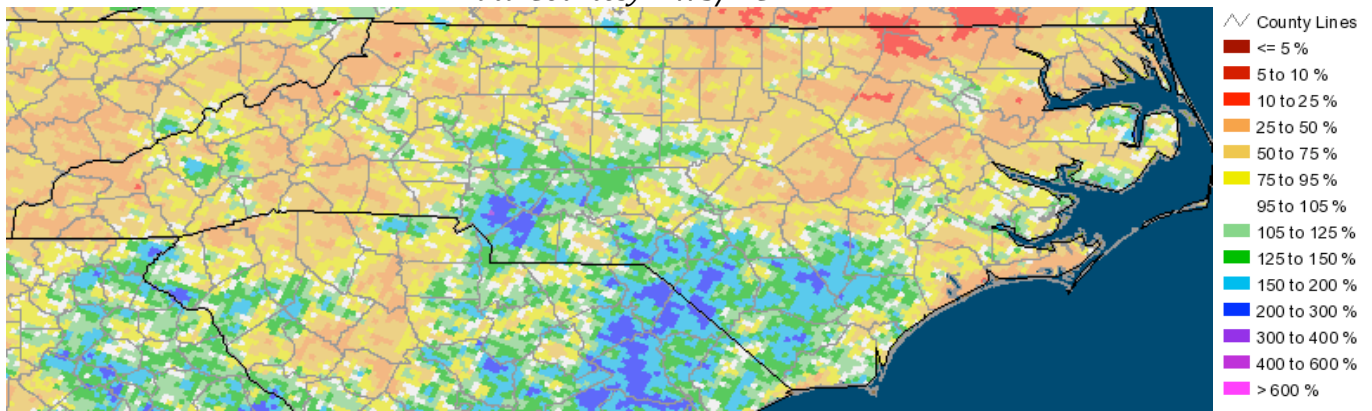 County Lines
<= 5 %
5 to 10 %
10 to 25 %
25 to 50 %
50 to 75 %
75 to 95 %
95 to 105 %
105 to 125 %
125 to 150 %
150 to 200 %
200 to 300 %
300 to 400 %
400 to 600 %
> 600 %